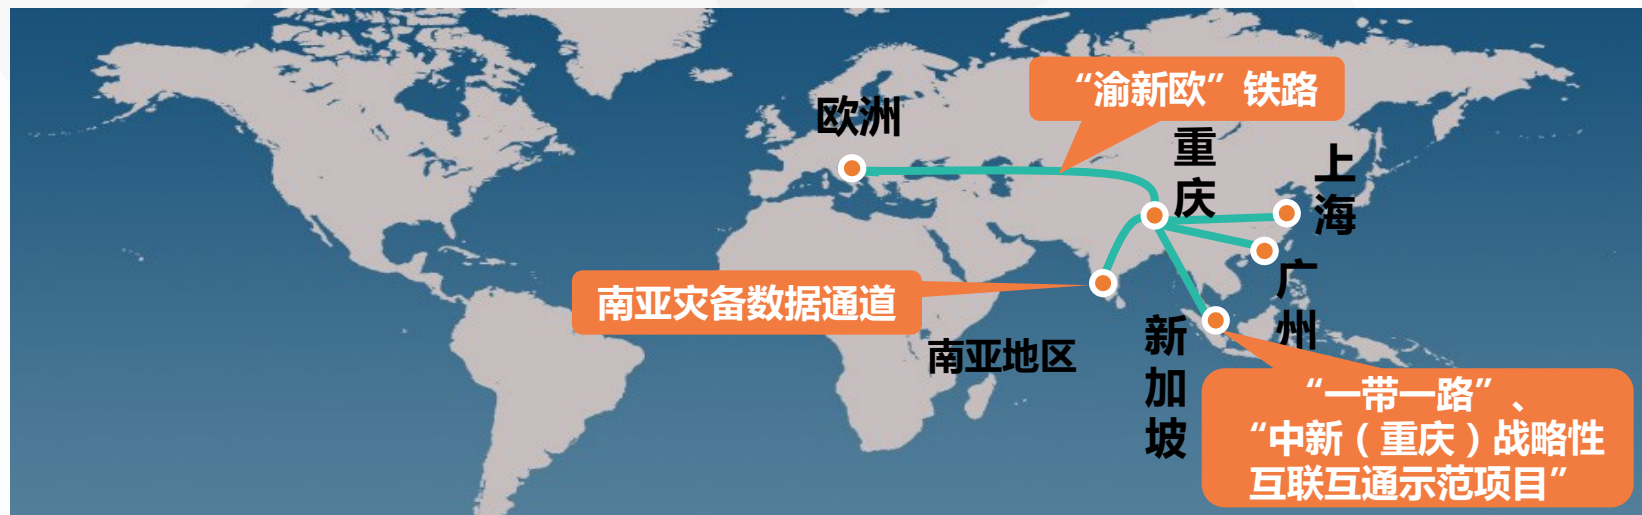 “渝新欧”铁路
欧洲
重庆
上海
南亚灾备数据通道
广州
新加坡
南亚地区
“一带一路”、
“中新（重庆）战略性
互联互通示范项目”